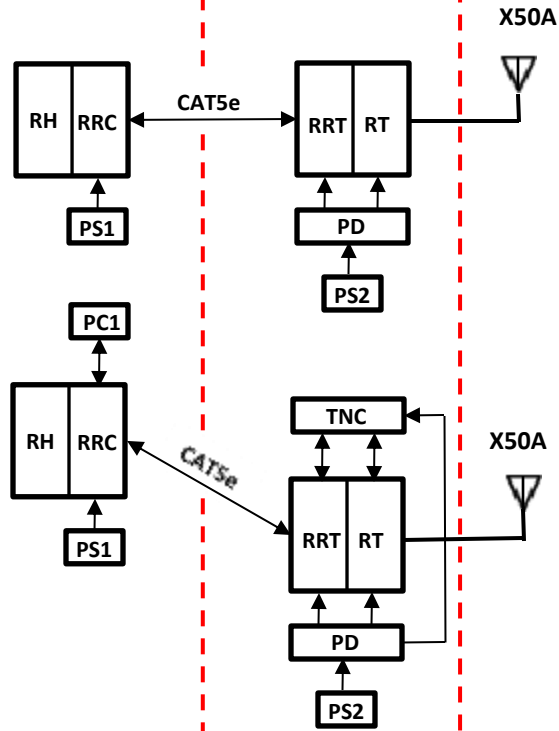 X50A
CAT5e
RH RRC
RRT RT
PS1
PD
PS2
PC1
TNC
RH RRC
CAT5e
X50A
RRT RT
PS1
PD
PS2